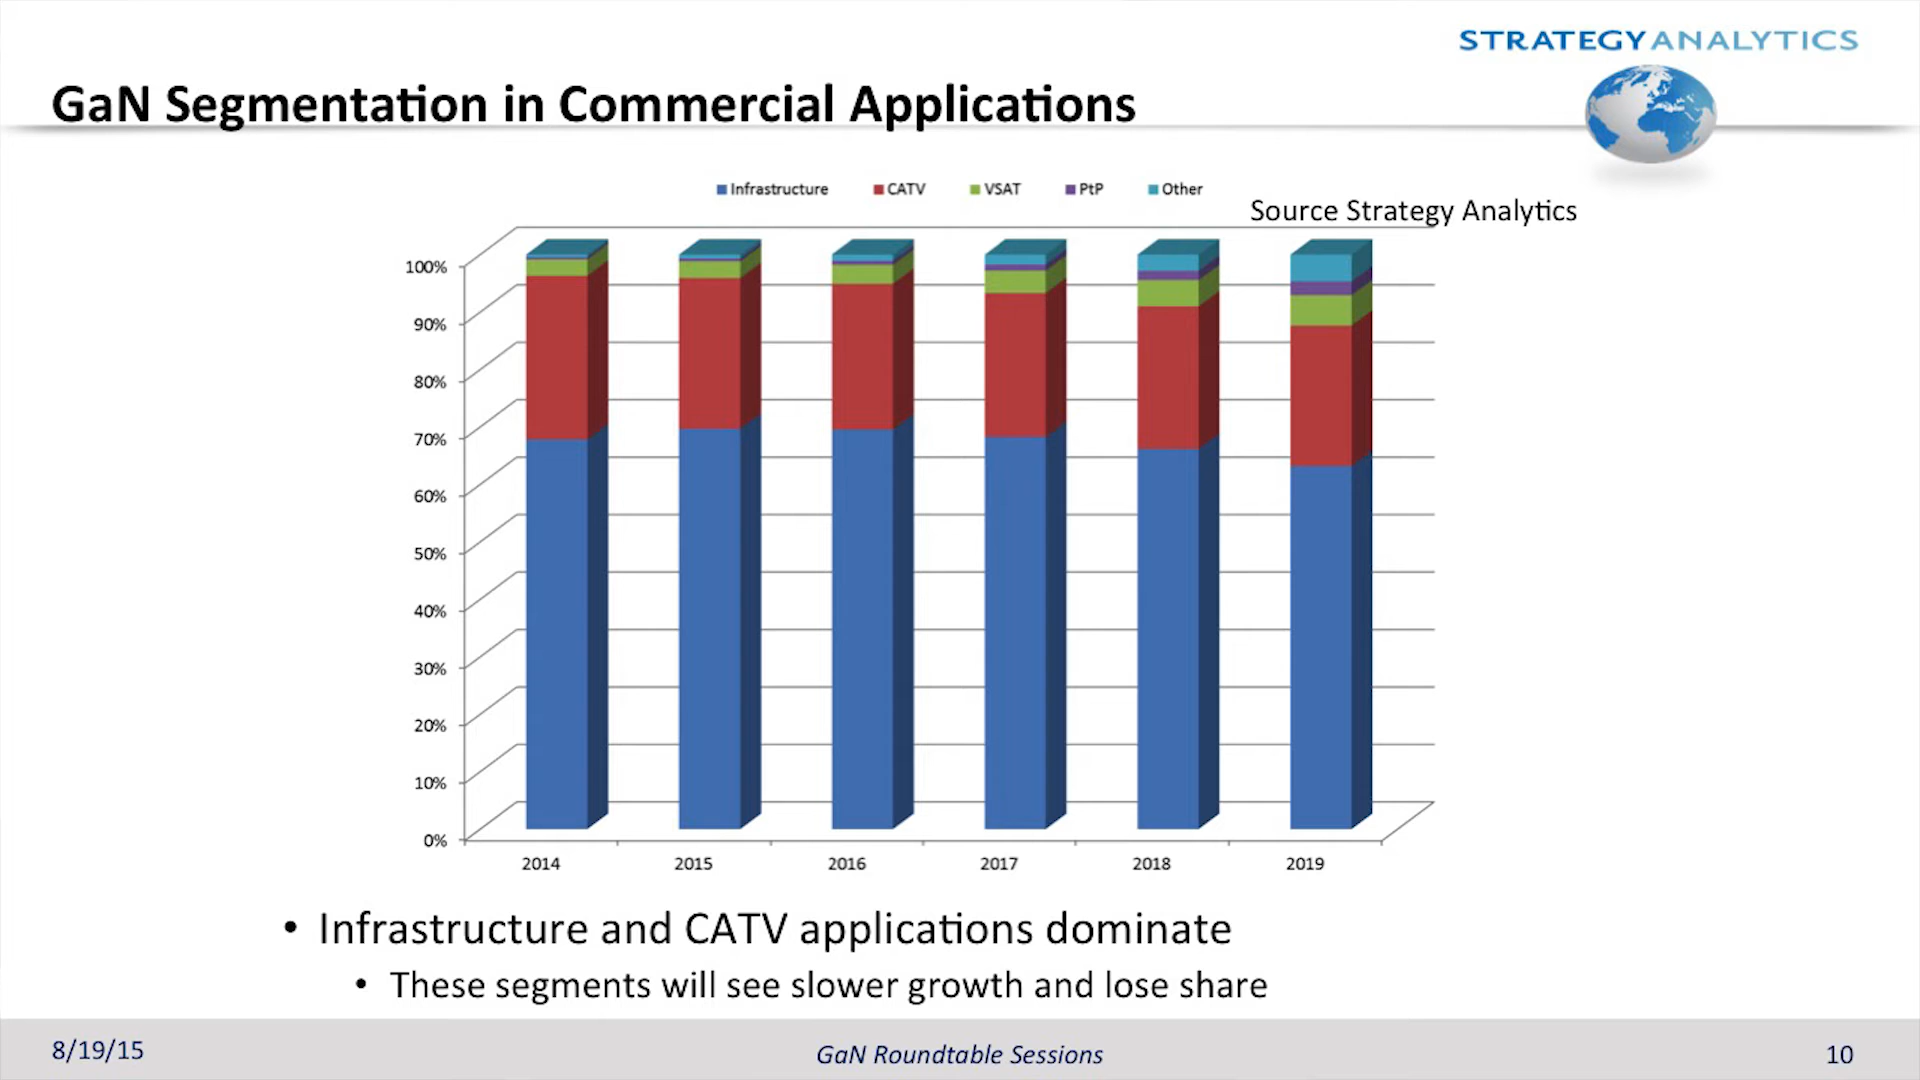 STRATEGYANALYTICS
GaN Segmentation in Commercial Applications
Infrastructure CATV VSAT PtP Other
Source Strategy Analytics
100%
90%
80%
70%
60%
50%
40%
30%
20%
10%
0%
2014 2015 2016 2017 2018 2019
• Infrastructure and CATV applications dominate
• These segments will see slower growth and lose share
8/19/15 GaN Roundtable Sessions 10